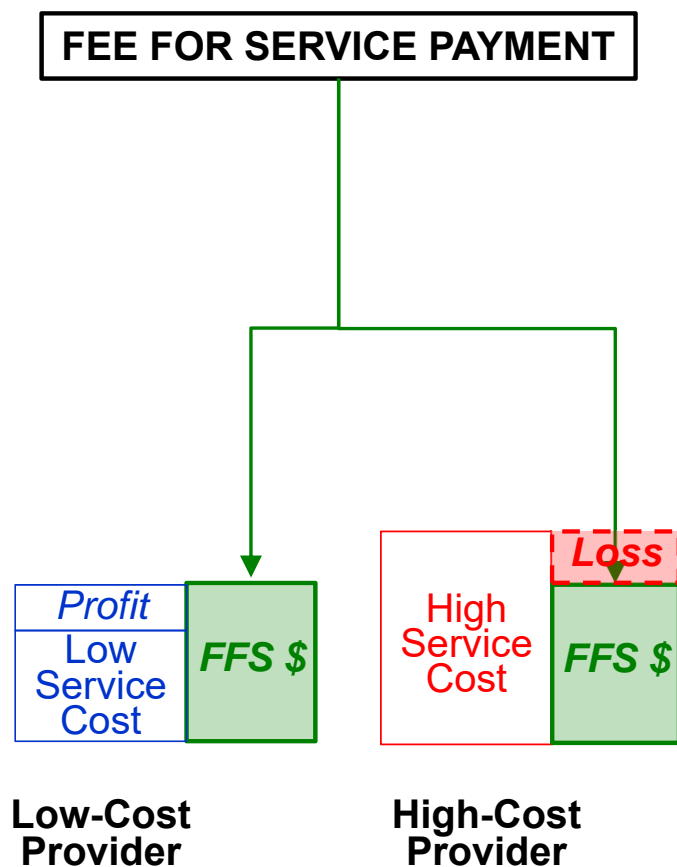 FEE FOR SERVICE PAYMENT
Profit
Low
Service
Cost
FFS $
Low-Cost
Provider
Loss
High
Service
Cost
FFS $
High-Cost
Provider